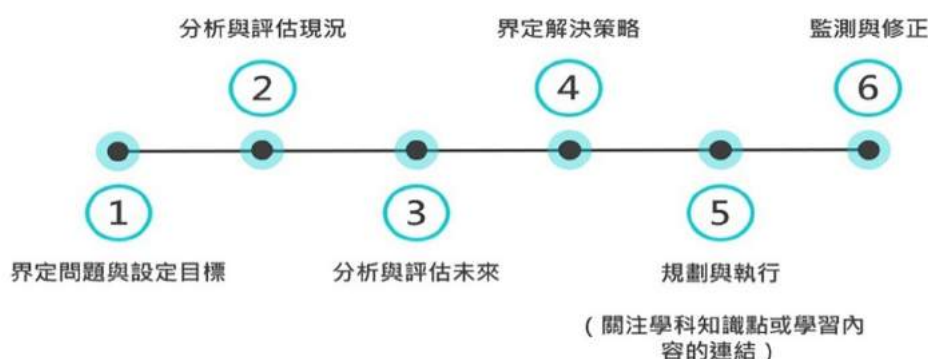 分析與評估現況
界定解決策略
監測與修正
2
4
6
1
3
5
界定問題與設定目標
分析與評估未來
規劃與執行
（關注學科知識點或學習內
容的連結）